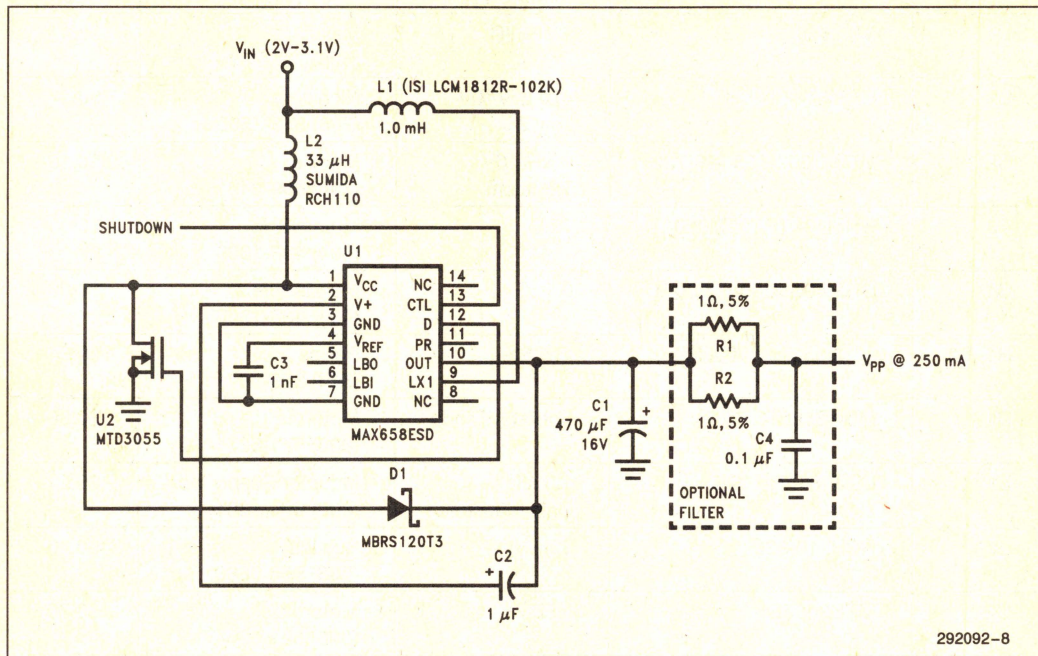 V_IN (2V–3.1V)
L1 (ISI LCM1812R-102K)
1.0 mH
L2
33 μH
SUMIDA
RCH110
SHUTDOWN
U1
1 V_CC NC 14
2 V+ CTL 13
3 GND D 12
4 V_REF PR 11
5 LBO OUT 10
6 LBI LX1 9
7 GND NC 8
MAX658ESD
C3
1 nF
U2
MTD3055
D1
MBRS120T3
C2
+
1 μF
C1
+
470 μF
16V
1Ω, 5%
R1
R2
1Ω, 5%
C4
0.1 μF
OPTIONAL
FILTER
V_PP @ 250 mA
292092–8